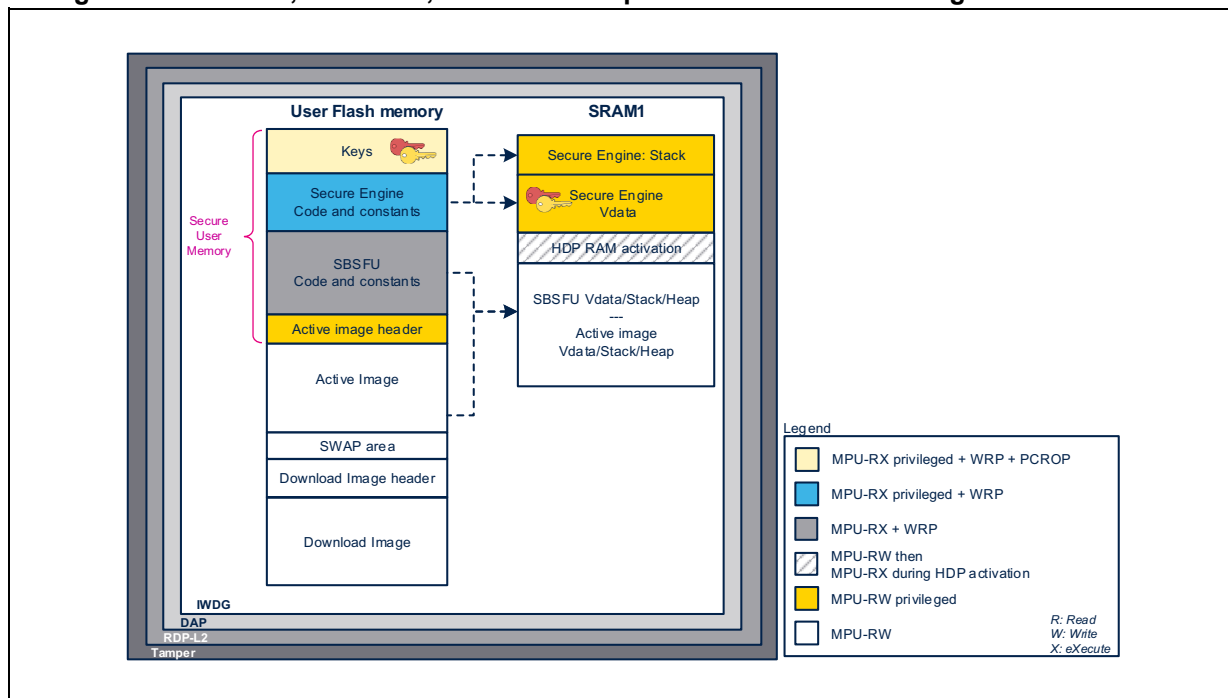 User Flash memory
SRAM1
Keys
Secure Engine
Code and constants
SBSFU
Code and constants
Active image header
Active Image
SWAP area
Download Image header
Download Image
Secure
User
Memory
Secure Engine: Stack
Secure Engine
Vdata
HDP RAM activation
SBSFU Vdata/Stack/Heap
---
Active image
Vdata/Stack/Heap
IWDG
DAP
RDP-L2
Tamper
Legend
MPU-RX privileged + WRP + PCROP
MPU-RX privileged + WRP
MPU-RX + WRP
MPU-RW then
MPU-RX during HDP activation
MPU-RW privileged
MPU-RW
R: Read
W: Write
X: eXecute